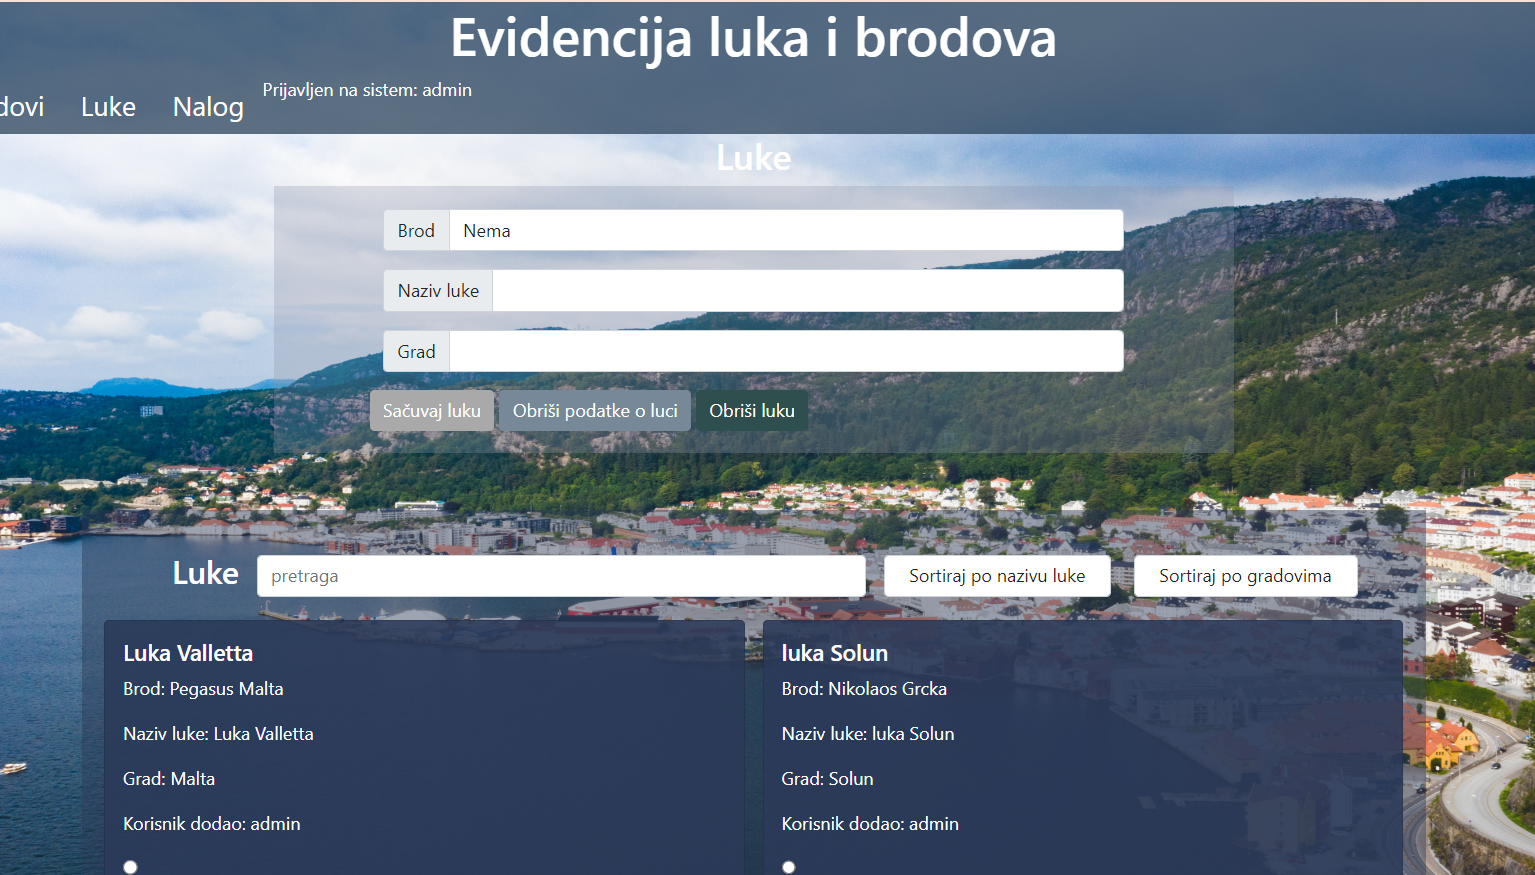 Evidencija luka i brodova
dovi Luke Nalog Prijavljen na sistem: admin
Luke
Brod Nema
Naziv luke
Grad
Sačuvaj luku Obriši podatke o luci Obriši luku
Luke pretraga Sortiraj po nazivu luke Sortiraj po gradovima
Luka Valletta
Brod: Pegasus Malta
Naziv luke: Luka Valletta
Grad: Malta
Korisnik dodao: admin
luka Solun
Brod: Nikolaos Grcka
Naziv luke: luka Solun
Grad: Solun
Korisnik dodao: admin